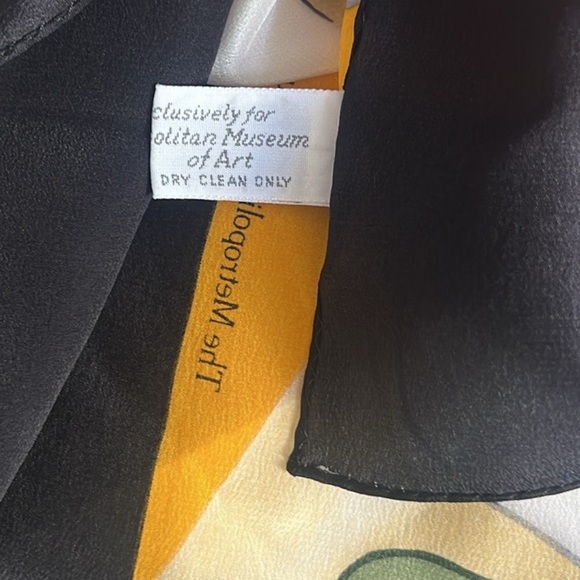 clusively for
olitan Museum
of Art
DRY CLEAN ONLY
The Metropoli